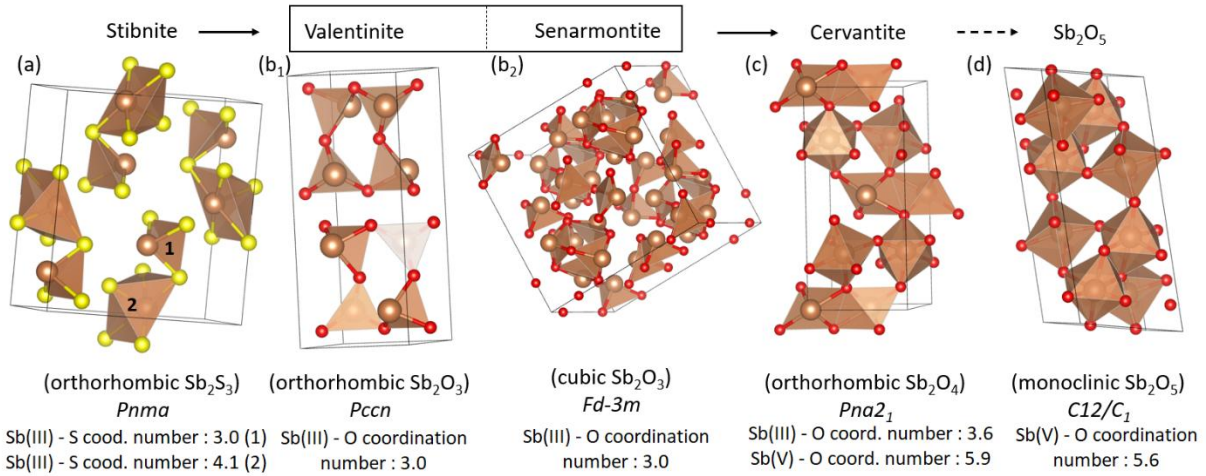 Stibnite
Valentinite
Senarmontite
Cervantite
Sb₂O₅
(a)
(b₁)
(b₂)
(c)
(d)
1
2
(orthorhombic Sb₂S₃)
Pnma
Sb(III) - S cood. number : 3.0 (1)
Sb(III) - S coord. number : 4.1 (2)
(orthorhombic Sb₂O₃)
Pccn
Sb(III) - O coordination
number : 3.0
(cubic Sb₂O₃)
Fd-3m
Sb(III) - O coordination
number : 3.0
(orthorhombic Sb₂O₄)
Pna2₁
Sb(III) - O coord. number : 3.6
Sb(V) - O coord. number : 5.9
(monoclinic Sb₂O₅)
C12/C₁
Sb(V) - O coordination
number : 5.6